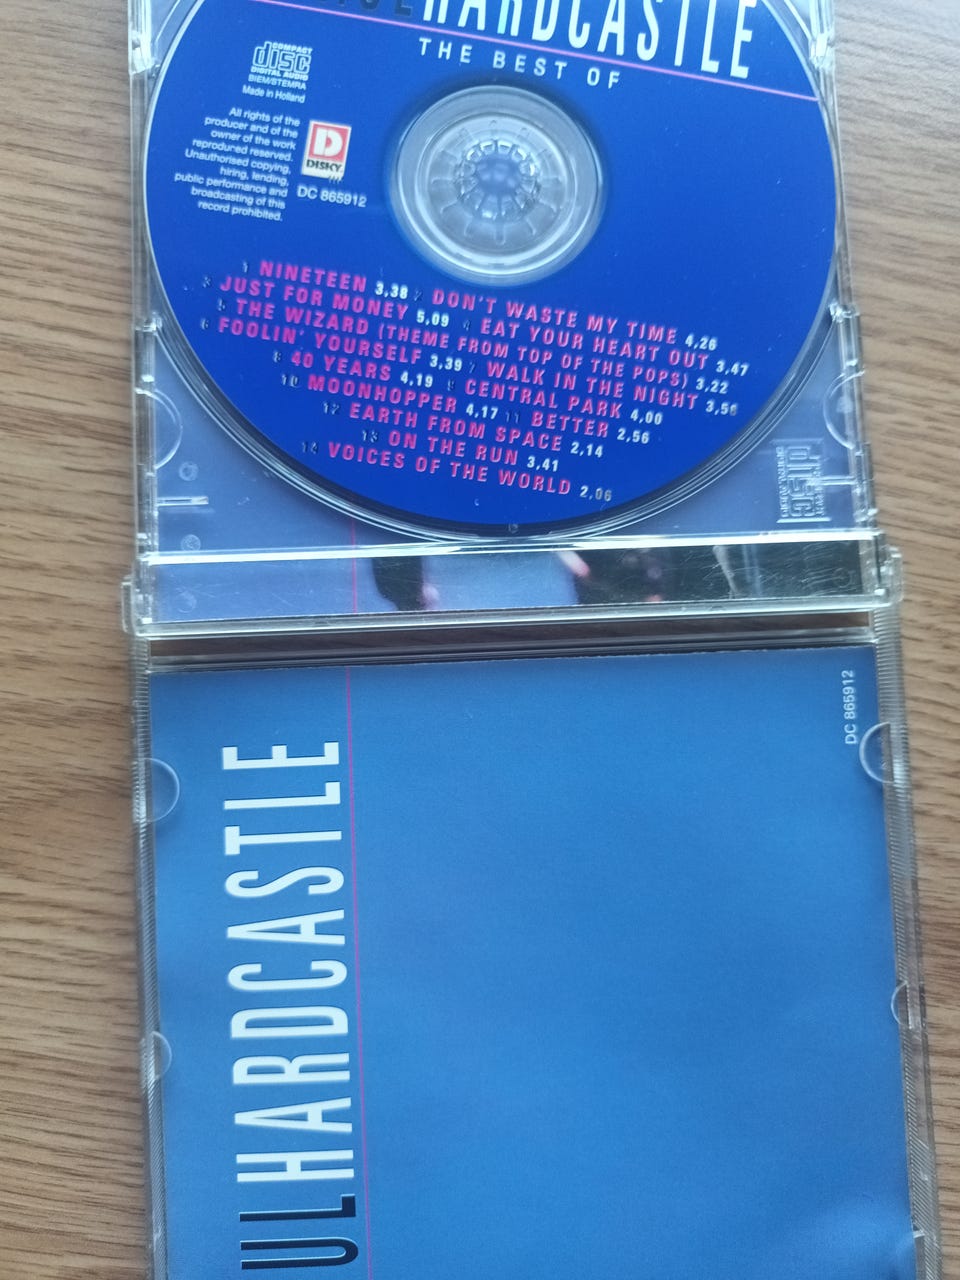 HARDCASTLE
THE BEST OF
COMPACT
disc
DIGITAL AUDIO
BIEM/STEMRA
Made in Holland
All rights of the
producer and of the
owner of the work
reproduced reserved.
Unauthorised copying,
hiring, lending,
public performance and
broadcasting of this
record prohibited.
D
DISKY
DC 865912
1 NINETEEN 3,38 2 DON'T WASTE MY TIME 4,26
3 JUST FOR MONEY 5,09 4 EAT YOUR HEART OUT 3,47
5 THE WIZARD (THEME FROM TOP OF THE POPS) 3,22
6 FOOLIN' YOURSELF 3,39 7 WALK IN THE NIGHT 3,56
8 40 YEARS 4,19 9 CENTRAL PARK 4,00
10 MOONHOPPER 4,17 11 BETTER 2,56
12 EARTH FROM SPACE 2,14
13 ON THE RUN 3,41
14 VOICES OF THE WORLD 2,06
disc
DC 865912
ULHARDCASTLE